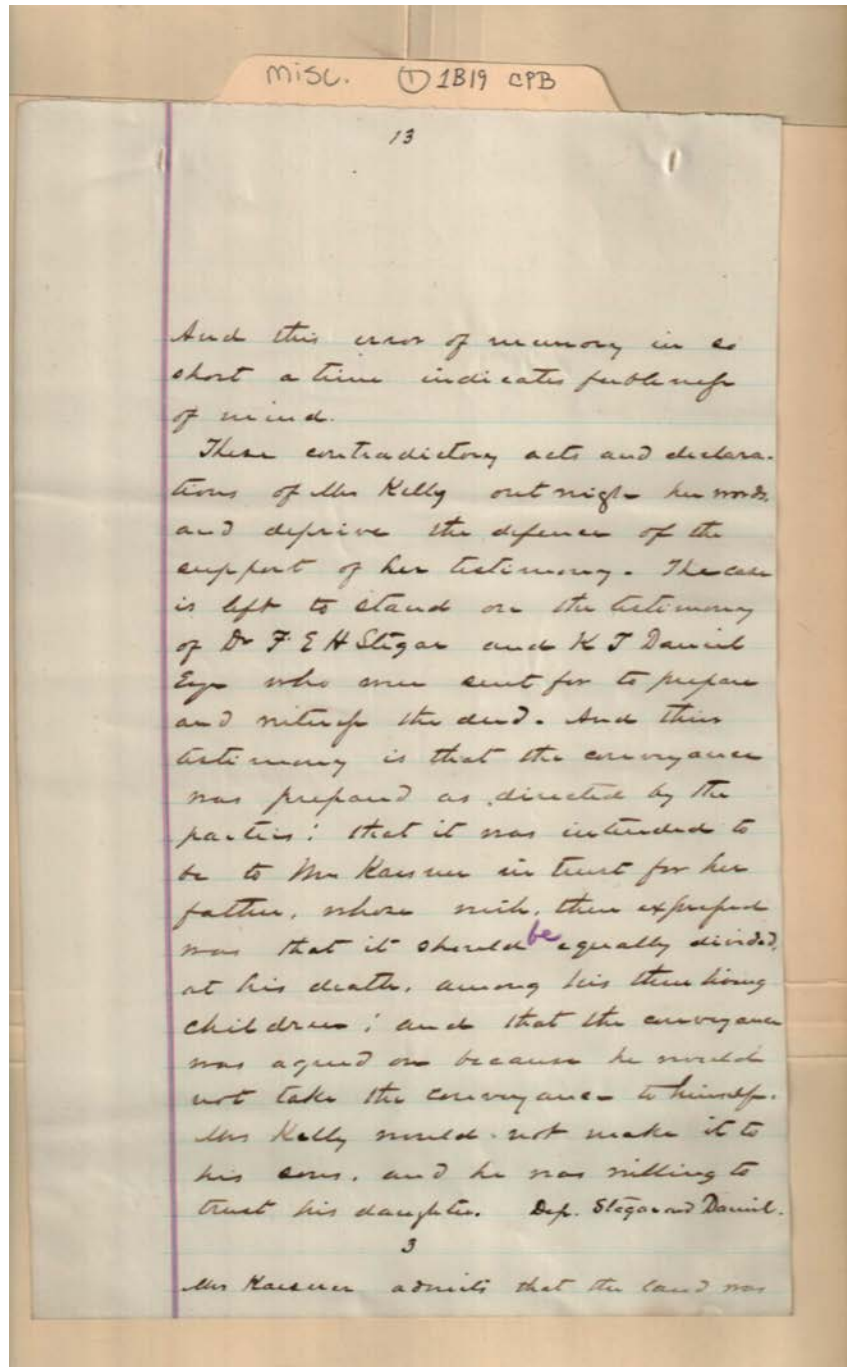 Misc. ① 1B19 CPB
13
And this error of memory in so
short a time indicates feebleness
of mind.
These contradictory acts and declara-
tions of Mrs Kelly outweigh her words,
and deprive the defence of the
support of her testimony. The case
is left to stand on the testimony
of Dr F. E H Stegar and K T Daniel
Esqr who were sent for to prepare
and witness the deed. And their
testimony is that the conveyance
was prepared as directed by the
parties; that it was intended to
be to Mrs Kaesner in trust for her
father, whose wish, then expressed
was that it should be equally divided,
at his death, among his then living
children; and that the conveyance
was agreed on because he would
not take the conveyance to himself.
Mrs Kelly would not make it to
his sons, and he was willing to
trust his daughter. Dep. Stegar and Daniel.
3
Mrs Kaesner admits that the land was